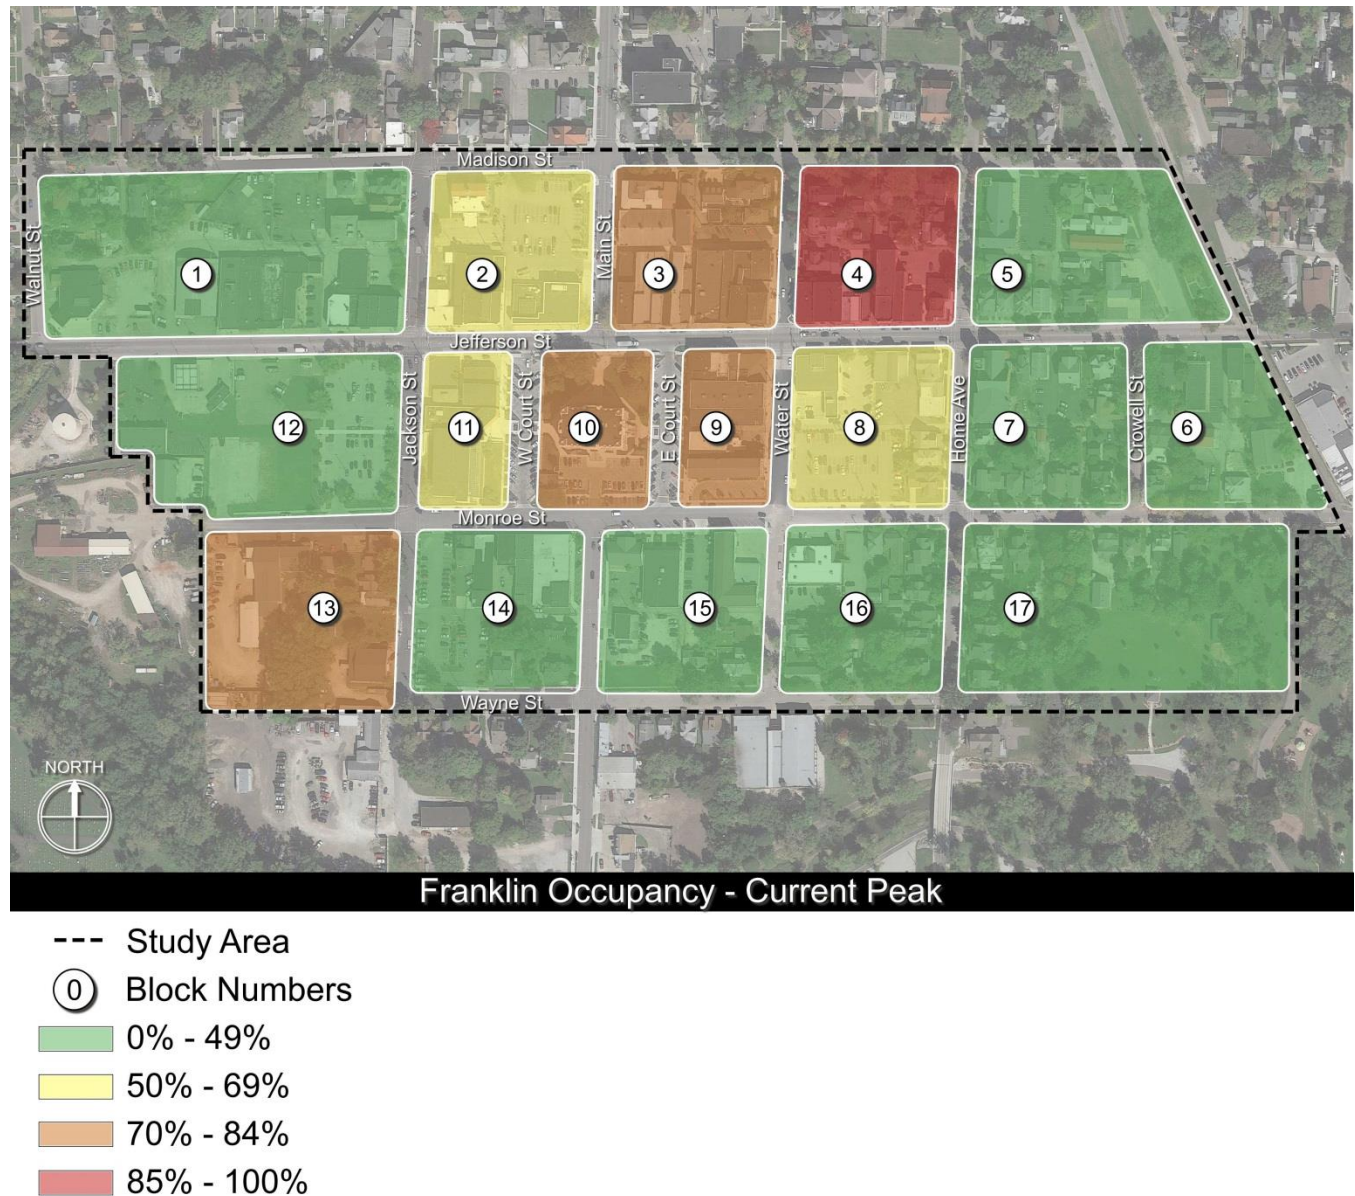 Madison St
Walnut St
Main St
1
2
3
4
5
Jefferson St
Jackson St
W Court St
E Court St
Water St
Home Ave
Crowell St
12
11
10
9
8
7
6
Monroe St
13
14
15
16
17
Wayne St
NORTH
Franklin Occupancy - Current Peak
Study Area
0 Block Numbers
0% - 49%
50% - 69%
70% - 84%
85% - 100%